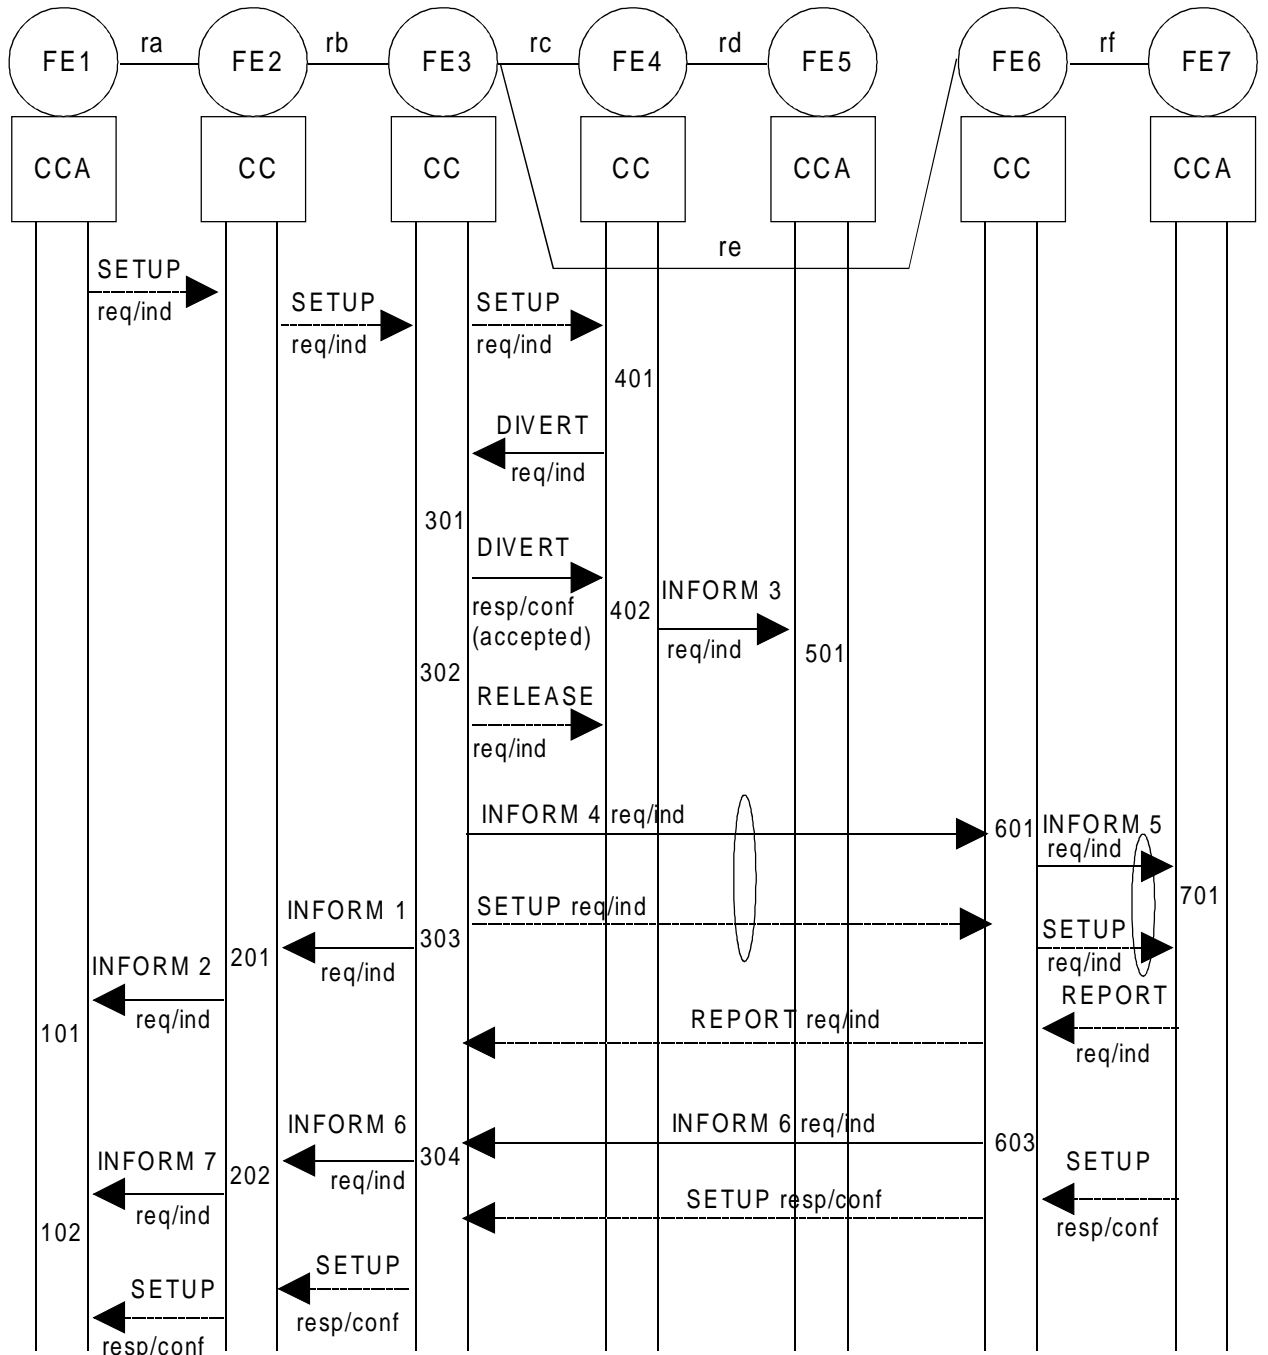 ra rb rc rd rf
FE1 FE2 FE3 FE4 FE5 FE6 FE7
CCA CC CC CC CCA CC CCA
re
SETUP
req/ind
SETUP
req/ind
SETUP
req/ind
401
DIVERT
req/ind
301
DIVERT
resp/conf
(accepted)
402
INFORM 3
req/ind
501
302
RELEASE
req/ind
INFORM 4 req/ind
601
INFORM 5
req/ind
701
SETUP req/ind
INFORM 1
req/ind
303
SETUP
req/ind
201
INFORM 2
req/ind
101
REPORT
req/ind
REPORT req/ind
INFORM 6 req/ind
603
INFORM 6
req/ind
304
SETUP
resp/conf
INFORM 7
req/ind
202
SETUP resp/conf
102
SETUP
resp/conf
SETUP
resp/conf